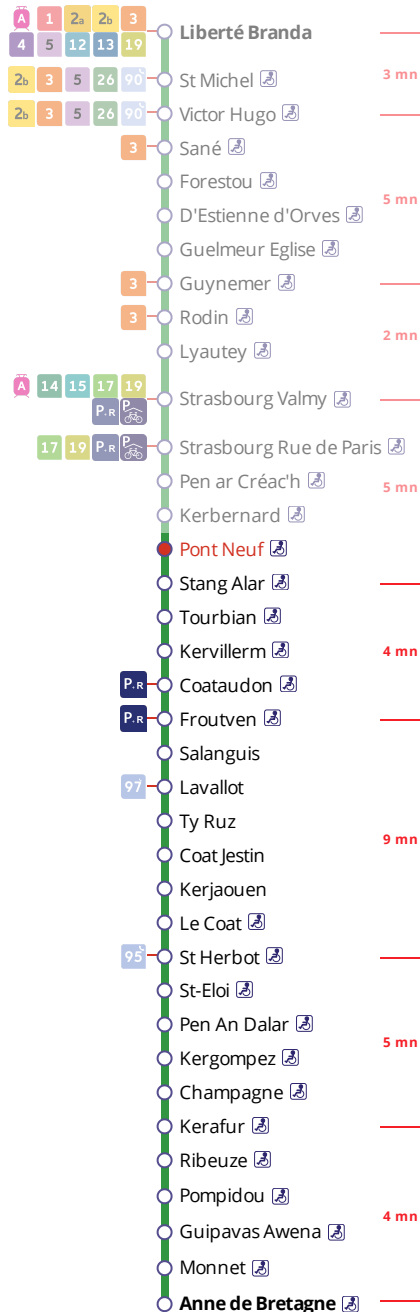 A 1 2a 2b 3
4 5 12 13 19
Liberté Branda
3 mn
2b 3 5 26 90
St Michel
2b 3 5 26 90
Victor Hugo
3
Sané
Forestou
D'Estienne d'Orves
5 mn
Guelmeur Eglise
3
Guynemer
3
Rodin
2 mn
Lyautey
A 14 15 17 19
P+R P
Strasbourg Valmy
17 19 P+R P
Strasbourg Rue de Paris
Pen ar Créac'h
5 mn
Kerbernard
Pont Neuf
Stang Alar
Tourbian
Kervillerm
4 mn
P+R
Coataudon
P+R
Froutven
Salanguis
97
Lavallot
Ty Ruz
9 mn
Coat Jestin
Kerjaouen
Le Coat
95
St Herbot
St-Eloi
Pen An Dalar
5 mn
Kergompez
Champagne
Kerafur
Ribeuze
Pompidou
4 mn
Guipavas Awena
Monnet
Anne de Bretagne